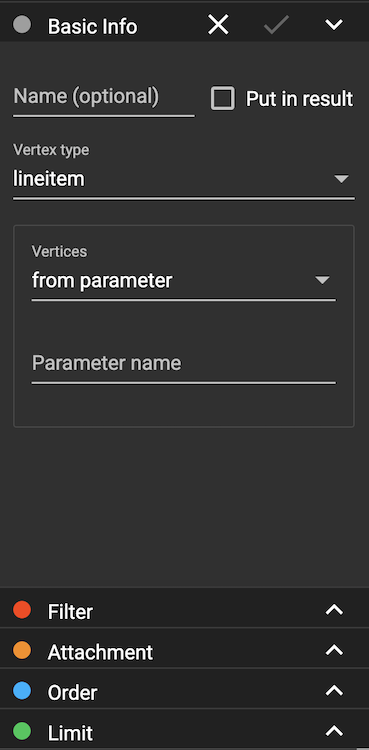 Basic Info
Name (optional)
Put in result
Vertex type
lineitem
Vertices
from parameter
Parameter name
Filter
Attachment
Order
Limit